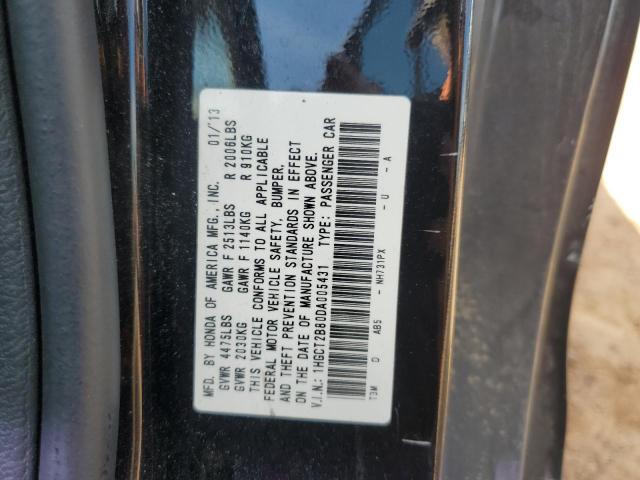 MFD. BY HONDA OF AMERICA MFG., INC. 01/'13
GVWR 4475LBS GAWR F 2513LBS R 2006LBS
GVWR 2030KG GAWR F 1140KG R 910KG
THIS VEHICLE CONFORMS TO ALL APPLICABLE
FEDERAL MOTOR VEHICLE SAFETY, BUMPER,
AND THEFT PREVENTION STANDARDS IN EFFECT
ON THE DATE OF MANUFACTURE SHOWN ABOVE.
V.I.N.: 1HGCT2B80DA005431 TYPE: PASSENGER CAR
T3M D AB5 - NH731PX - U - A